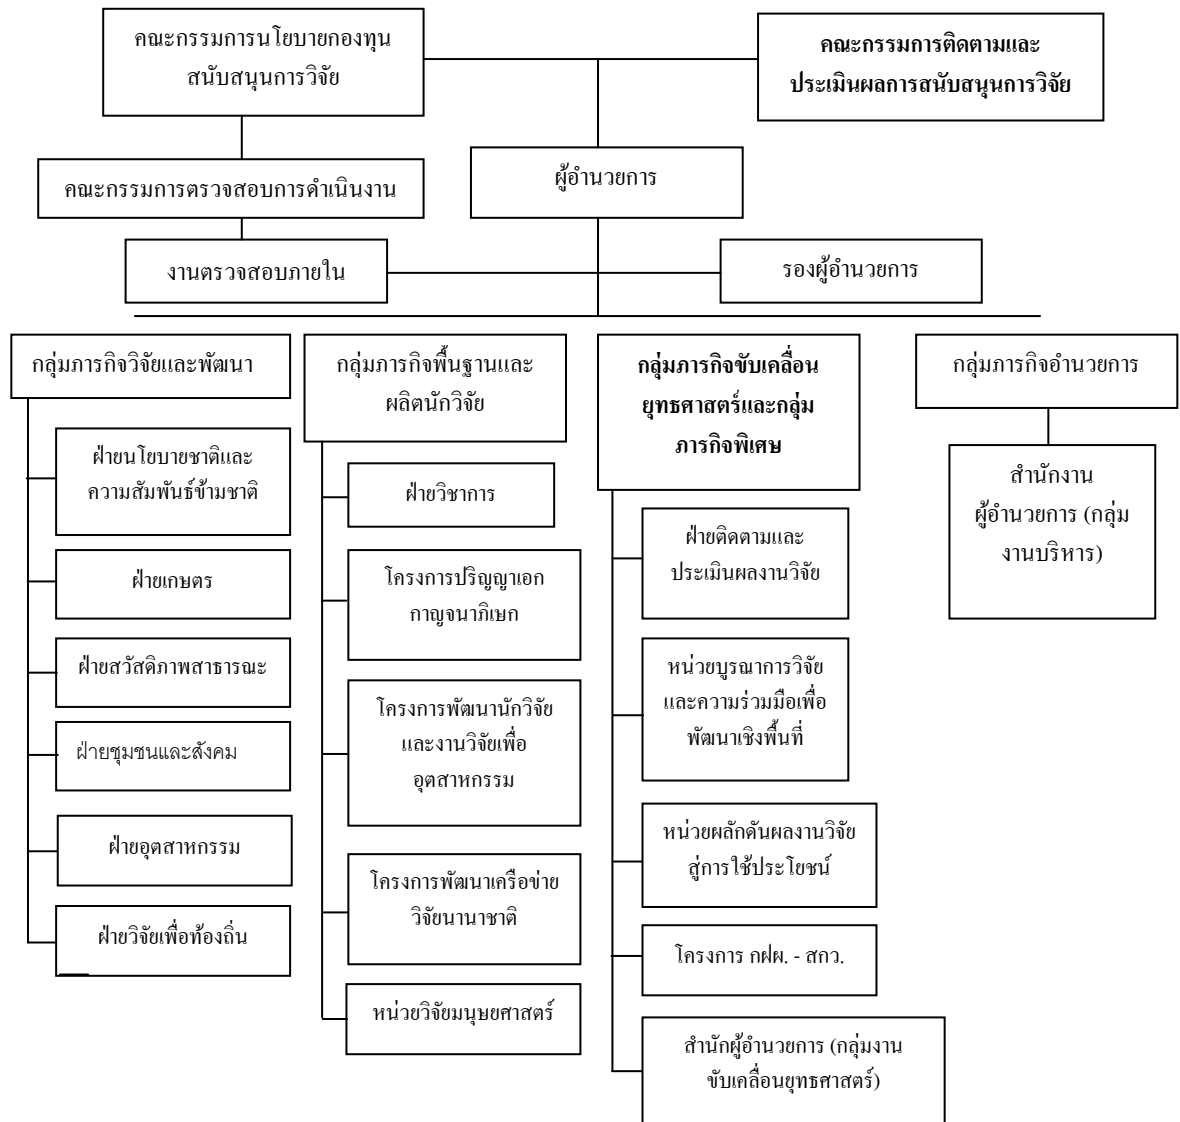 คณะกรรมการนโยบายกองทุน
สนับสนุนการวิจัย
คณะกรรมการติดตามและ
ประเมินผลการสนับสนุนการวิจัย
คณะกรรมการตรวจสอบการดำเนินงาน
ผู้อำนวยการ
งานตรวจสอบภายใน
รองผู้อำนวยการ
กลุ่มภารกิจวิจัยและพัฒนา
ฝ่ายนโยบายชาติและ
ความสัมพันธ์ข้ามชาติ
ฝ่ายเกษตร
ฝ่ายสวัสดิภาพสาธารณะ
ฝ่ายชุมชนและสังคม
ฝ่ายอุตสาหกรรม
ฝ่ายวิจัยเพื่อท้องถิ่น
กลุ่มภารกิจพื้นฐานและ
ผลิตนักวิจัย
ฝ่ายวิชาการ
โครงการปริญญาเอก
กาญจนาภิเษก
โครงการพัฒนานักวิจัย
และงานวิจัยเพื่อ
อุตสาหกรรม
โครงการพัฒนาเครือข่าย
วิจัยนานาชาติ
หน่วยวิจัยมนุษยศาสตร์
กลุ่มภารกิจขับเคลื่อน
ยุทธศาสตร์และกลุ่ม
ภารกิจพิเศษ
ฝ่ายติดตามและ
ประเมินผลงานวิจัย
หน่วยบูรณาการวิจัย
และความร่วมมือเพื่อ
พัฒนาเชิงพื้นที่
หน่วยผลักดันผลงานวิจัย
สู่การใช้ประโยชน์
โครงการ กฝผ. - สกว.
สำนักผู้อำนวยการ (กลุ่มงาน
ขับเคลื่อนยุทธศาสตร์)
กลุ่มภารกิจอำนวยการ
สำนักงาน
ผู้อำนวยการ (กลุ่ม
งานบริหาร)